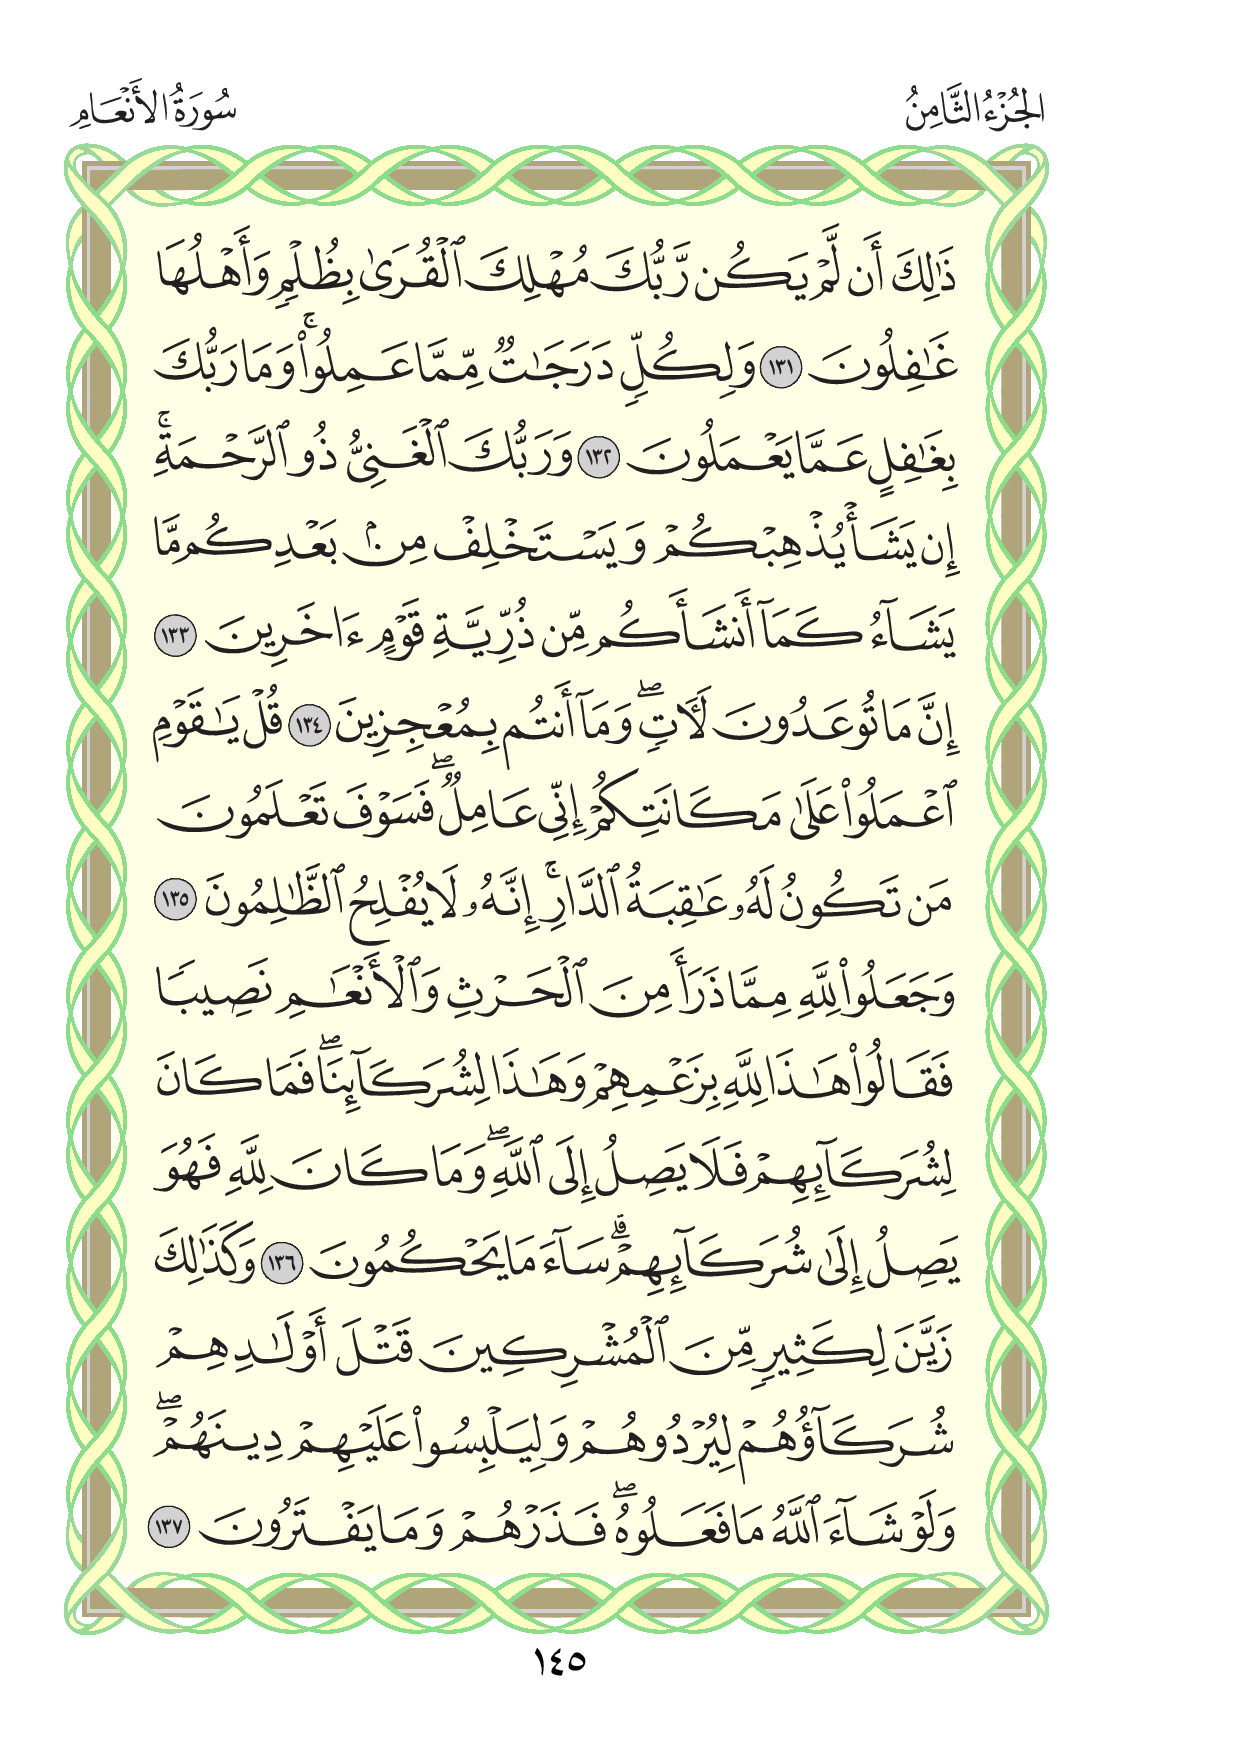 الجُزْءُ الثَّامِنُ
سُورَةُ الأَنْعَامِ
ذَٰلِكَ أَن لَّمْ يَكُن رَّبُّكَ مُهْلِكَ ٱلْقُرَىٰ بِظُلْمٍ وَأَهْلُهَا
غَٰفِلُونَ ١٣١ وَلِكُلٍّ دَرَجَٰتٌ مِّمَّا عَمِلُوا۟ ۚ وَمَا رَبُّكَ
بِغَٰفِلٍ عَمَّا يَعْمَلُونَ ١٣٢ وَرَبُّكَ ٱلْغَنِىُّ ذُو ٱلرَّحْمَةِ ۚ
إِن يَشَأْ يُذْهِبْكُمْ وَيَسْتَخْلِفْ مِنۢ بَعْدِكُم مَّا
يَشَآءُ كَمَآ أَنشَأَكُم مِّن ذُرِّيَّةِ قَوْمٍ ءَاخَرِينَ ١٣٣
إِنَّ مَا تُوعَدُونَ لَءَاتٍ ۖ وَمَآ أَنتُم بِمُعْجِزِينَ ١٣٤ قُلْ يَٰقَوْمِ
ٱعْمَلُوا۟ عَلَىٰ مَكَانَتِكُمْ إِنِّى عَامِلٌ ۖ فَسَوْفَ تَعْلَمُونَ
مَن تَكُونُ لَهُۥ عَٰقِبَةُ ٱلدَّارِ ۚ إِنَّهُۥ لَا يُفْلِحُ ٱلظَّٰلِمُونَ ١٣٥
وَجَعَلُوا۟ لِلَّهِ مِمَّا ذَرَأَ مِنَ ٱلْحَرْثِ وَٱلْأَنْعَٰمِ نَصِيبًا
فَقَالُوا۟ هَٰذَا لِلَّهِ بِزَعْمِهِمْ وَهَٰذَا لِشُرَكَآئِنَا ۖ فَمَا كَانَ
لِشُرَكَآئِهِمْ فَلَا يَصِلُ إِلَى ٱللَّهِ ۖ وَمَا كَانَ لِلَّهِ فَهُوَ
يَصِلُ إِلَىٰ شُرَكَآئِهِمْ ۗ سَآءَ مَا يَحْكُمُونَ ١٣٦ وَكَذَٰلِكَ
زَيَّنَ لِكَثِيرٍ مِّنَ ٱلْمُشْرِكِينَ قَتْلَ أَوْلَٰدِهِمْ
شُرَكَآؤُهُمْ لِيُرْدُوهُمْ وَلِيَلْبِسُوا۟ عَلَيْهِمْ دِينَهُمْ ۖ
وَلَوْ شَآءَ ٱللَّهُ مَا فَعَلُوهُ ۖ فَذَرْهُمْ وَمَا يَفْتَرُونَ ١٣٧
١٤٥